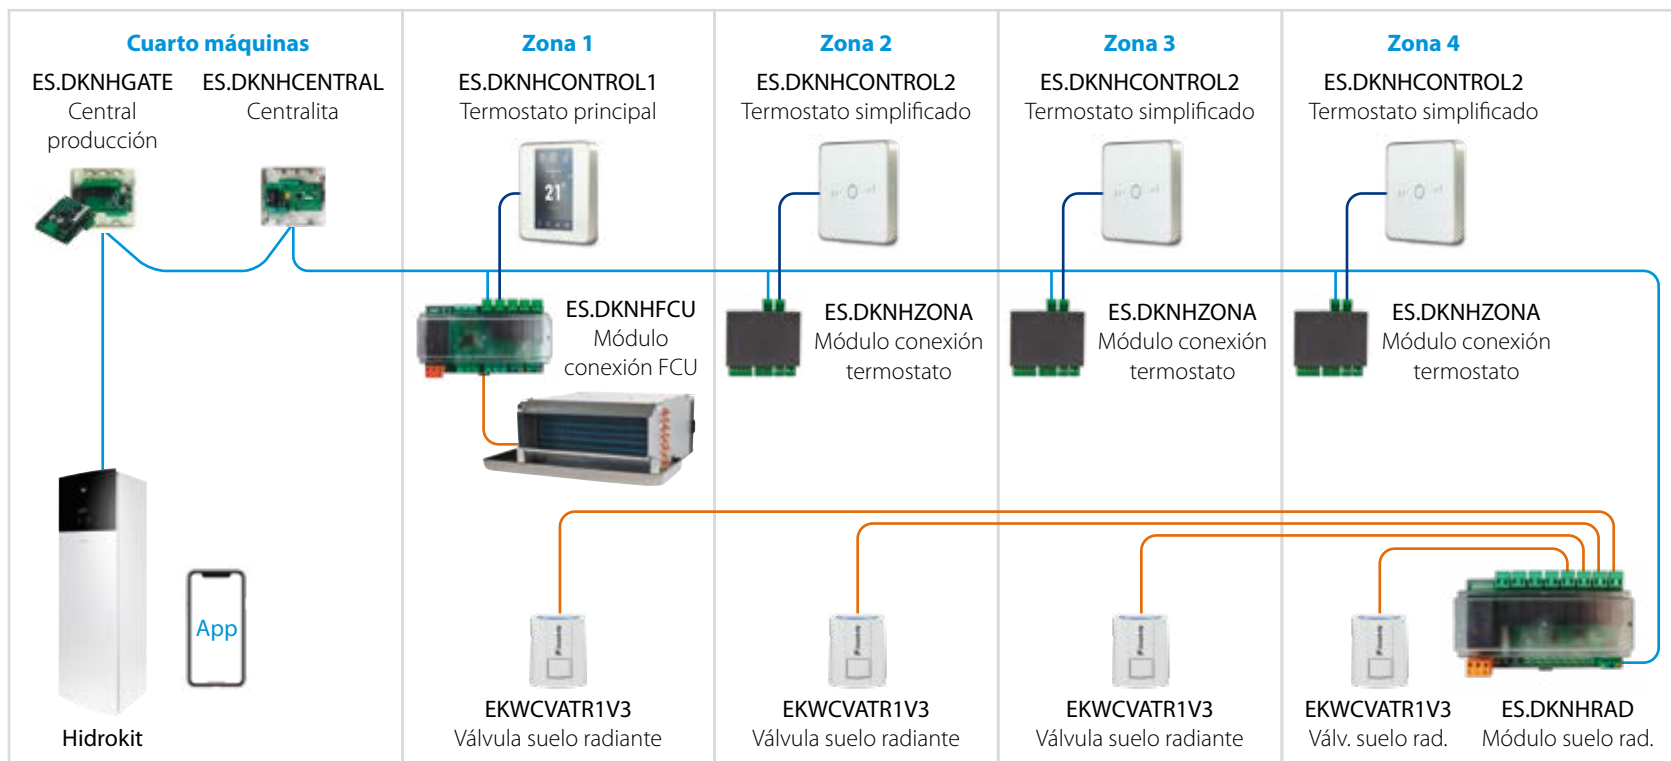 Cuarto máquinas
ES.DKNHGATE
Central
producción
ES.DKNHCENTRAL
Centralita
Hidrokit
App
Zona 1
ES.DKNHCONTROL1
Termostato principal
21°
ES.DKNHFCU
Módulo
conexión FCU
EKWCVATR1V3
Válvula suelo radiante
Zona 2
ES.DKNHCONTROL2
Termostato simplificado
ES.DKNHZONA
Módulo conexión
termostato
EKWCVATR1V3
Válvula suelo radiante
Zona 3
ES.DKNHCONTROL2
Termostato simplificado
ES.DKNHZONA
Módulo conexión
termostato
EKWCVATR1V3
Válvula suelo radiante
Zona 4
ES.DKNHCONTROL2
Termostato simplificado
ES.DKNHZONA
Módulo conexión
termostato
EKWCVATR1V3
Válv. suelo rad.
ES.DKNHRAD
Módulo suelo rad.